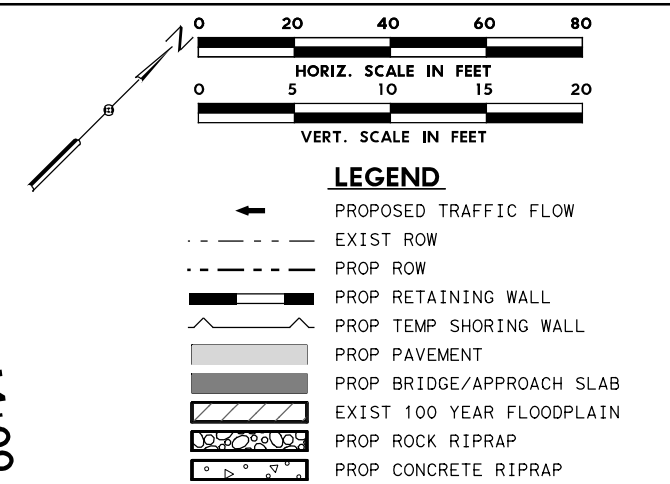 N
0 20 40 60 80
HORIZ. SCALE IN FEET
0 5 10 15 20
VERT. SCALE IN FEET
LEGEND
PROPOSED TRAFFIC FLOW
EXIST ROW
PROP ROW
PROP RETAINING WALL
PROP TEMP SHORING WALL
PROP PAVEMENT
PROP BRIDGE/APPROACH SLAB
EXIST 100 YEAR FLOODPLAIN
PROP ROCK RIPRAP
PROP CONCRETE RIPRAP